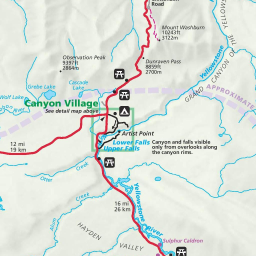 Road
Mount Washburn
10243ft
3122m
Observation Peak
9397ft
2864m
Dunraven Pass
8859ft
2700m
Grebe Lake
Cascade
Lake
Wolf Lake
YELLOWSTONE
GRAND CANYON OF THE
Canyon Village
See detail map above
GRAND APPROXIMATE
Artist Point
Lower Falls
Upper Falls
Canyon and falls visible
only from overlooks along
the canyon rims.
12 mi
19 km
Otter
Creek
Yellowstone River
16 mi
26 km
HAYDEN
VALLEY
Sulphur Caldron